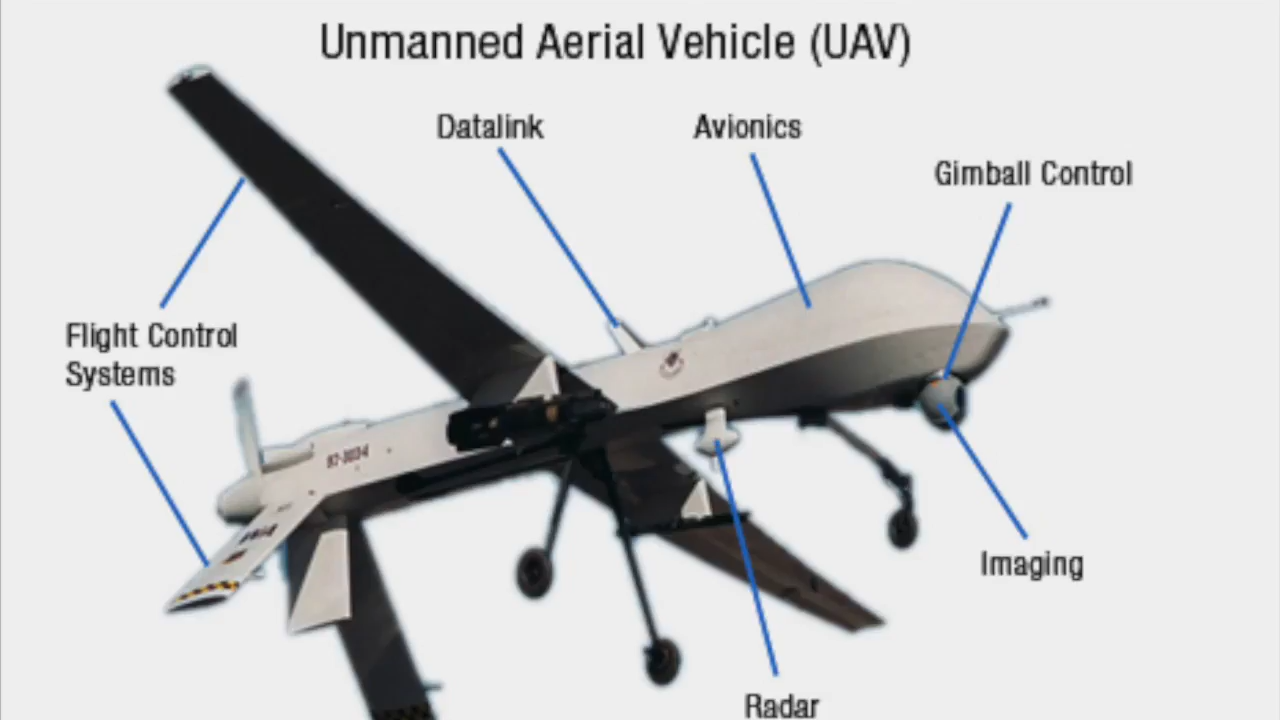 Unmanned Aerial Vehicle (UAV)
Datalink
Avionics
Gimball Control
Flight Control
Systems
Imaging
Radar